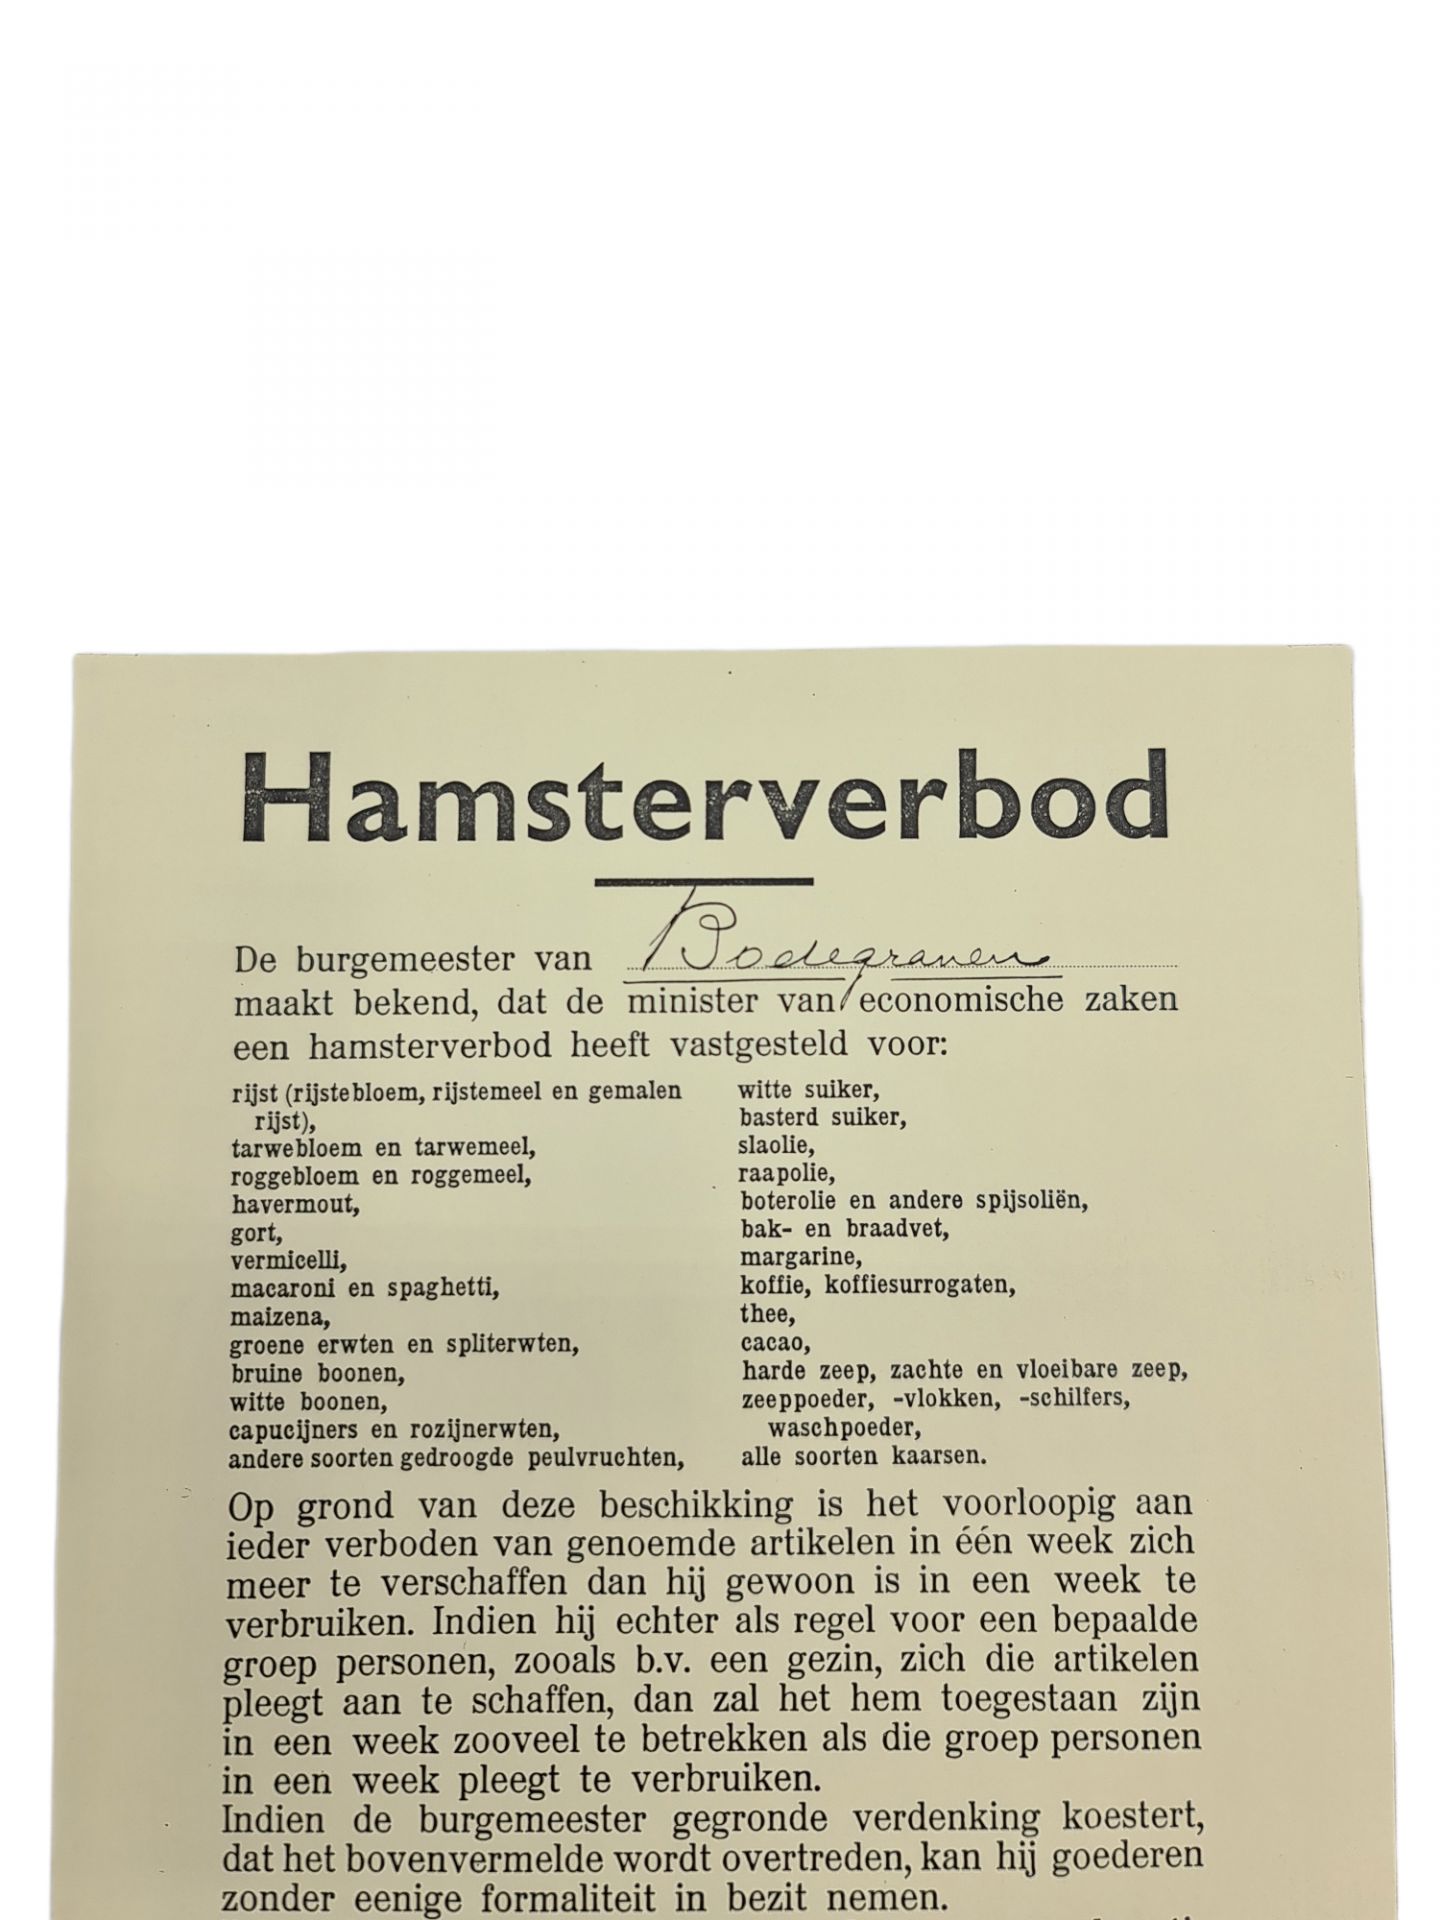 Hamsterverbod
De burgemeester van Bodegraven
maakt bekend, dat de minister van economische zaken
een hamsterverbod heeft vastgesteld voor:
rijst (rijstebloem, rijstemeel en gemalen
rijst),
tarwebloem en tarwemeel,
roggebloem en roggemeel,
havermout,
gort,
vermicelli,
macaroni en spaghetti,
maizena,
groene erwten en spliterwten,
bruine boonen,
witte boonen,
capucijners en rozijnerwten,
andere soorten gedroogde peulvruchten,
witte suiker,
basterd suiker,
slaolie,
raapolie,
boterolie en andere spijsoliën,
bak- en braadvet,
margarine,
koffie, koffiesurrogaten,
thee,
cacao,
harde zeep, zachte en vloeibare zeep,
zeeppoeder, -vlokken, -schilfers,
waschpoeder,
alle soorten kaarsen.
Op grond van deze beschikking is het voorloopig aan
ieder verboden van genoemde artikelen in één week zich
meer te verschaffen dan hij gewoon is in een week te
verbruiken. Indien hij echter als regel voor een bepaalde
groep personen, zooals b.v. een gezin, zich die artikelen
pleegt aan te schaffen, dan zal het hem toegestaan zijn
in een week zooveel te betrekken als die groep personen
in een week pleegt te verbruiken.
Indien de burgemeester gegronde verdenking koestert,
dat het bovenvermelde wordt overtreden, kan hij goederen
zonder eenige formaliteit in bezit nemen.